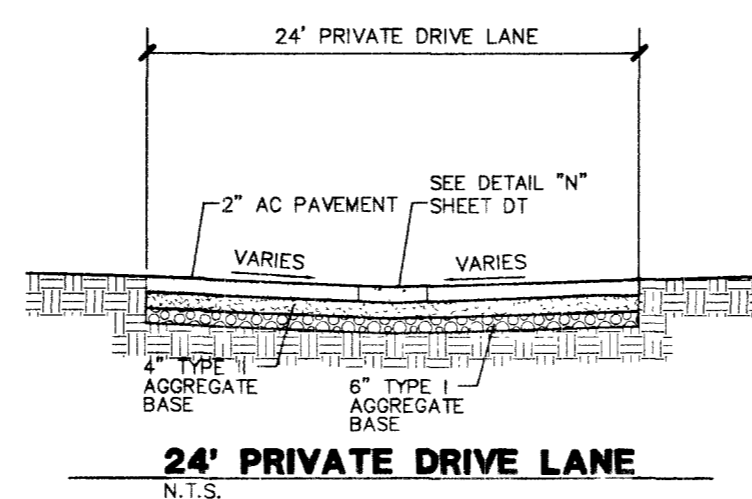 24' PRIVATE DRIVE LANE
2" AC PAVEMENT
SEE DETAIL "N"
SHEET DT
VARIES
VARIES
4" TYPE II
AGGREGATE
BASE
6" TYPE I
AGGREGATE
BASE
24' PRIVATE DRIVE LANE
N.T.S.